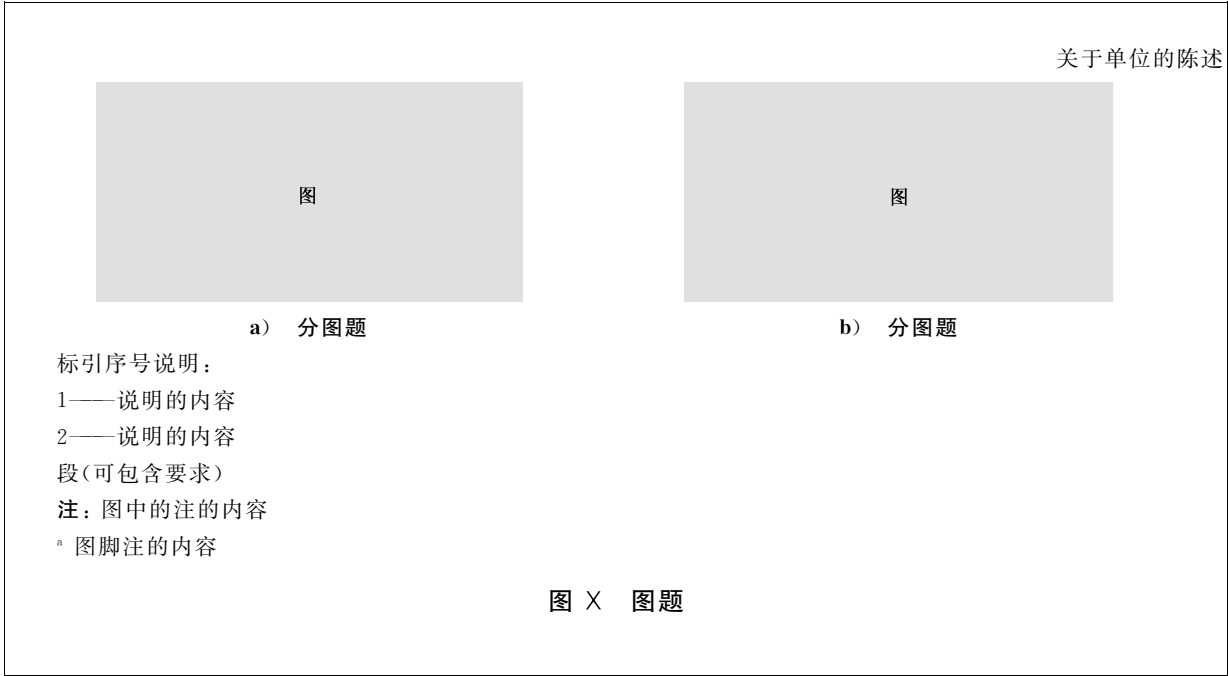 关于单位的陈述
图 图
a） 分图题 b） 分图题
标引序号说明：
1——说明的内容
2——说明的内容
段(可包含要求)
注：图中的注的内容
a 图脚注的内容
图 X 图题